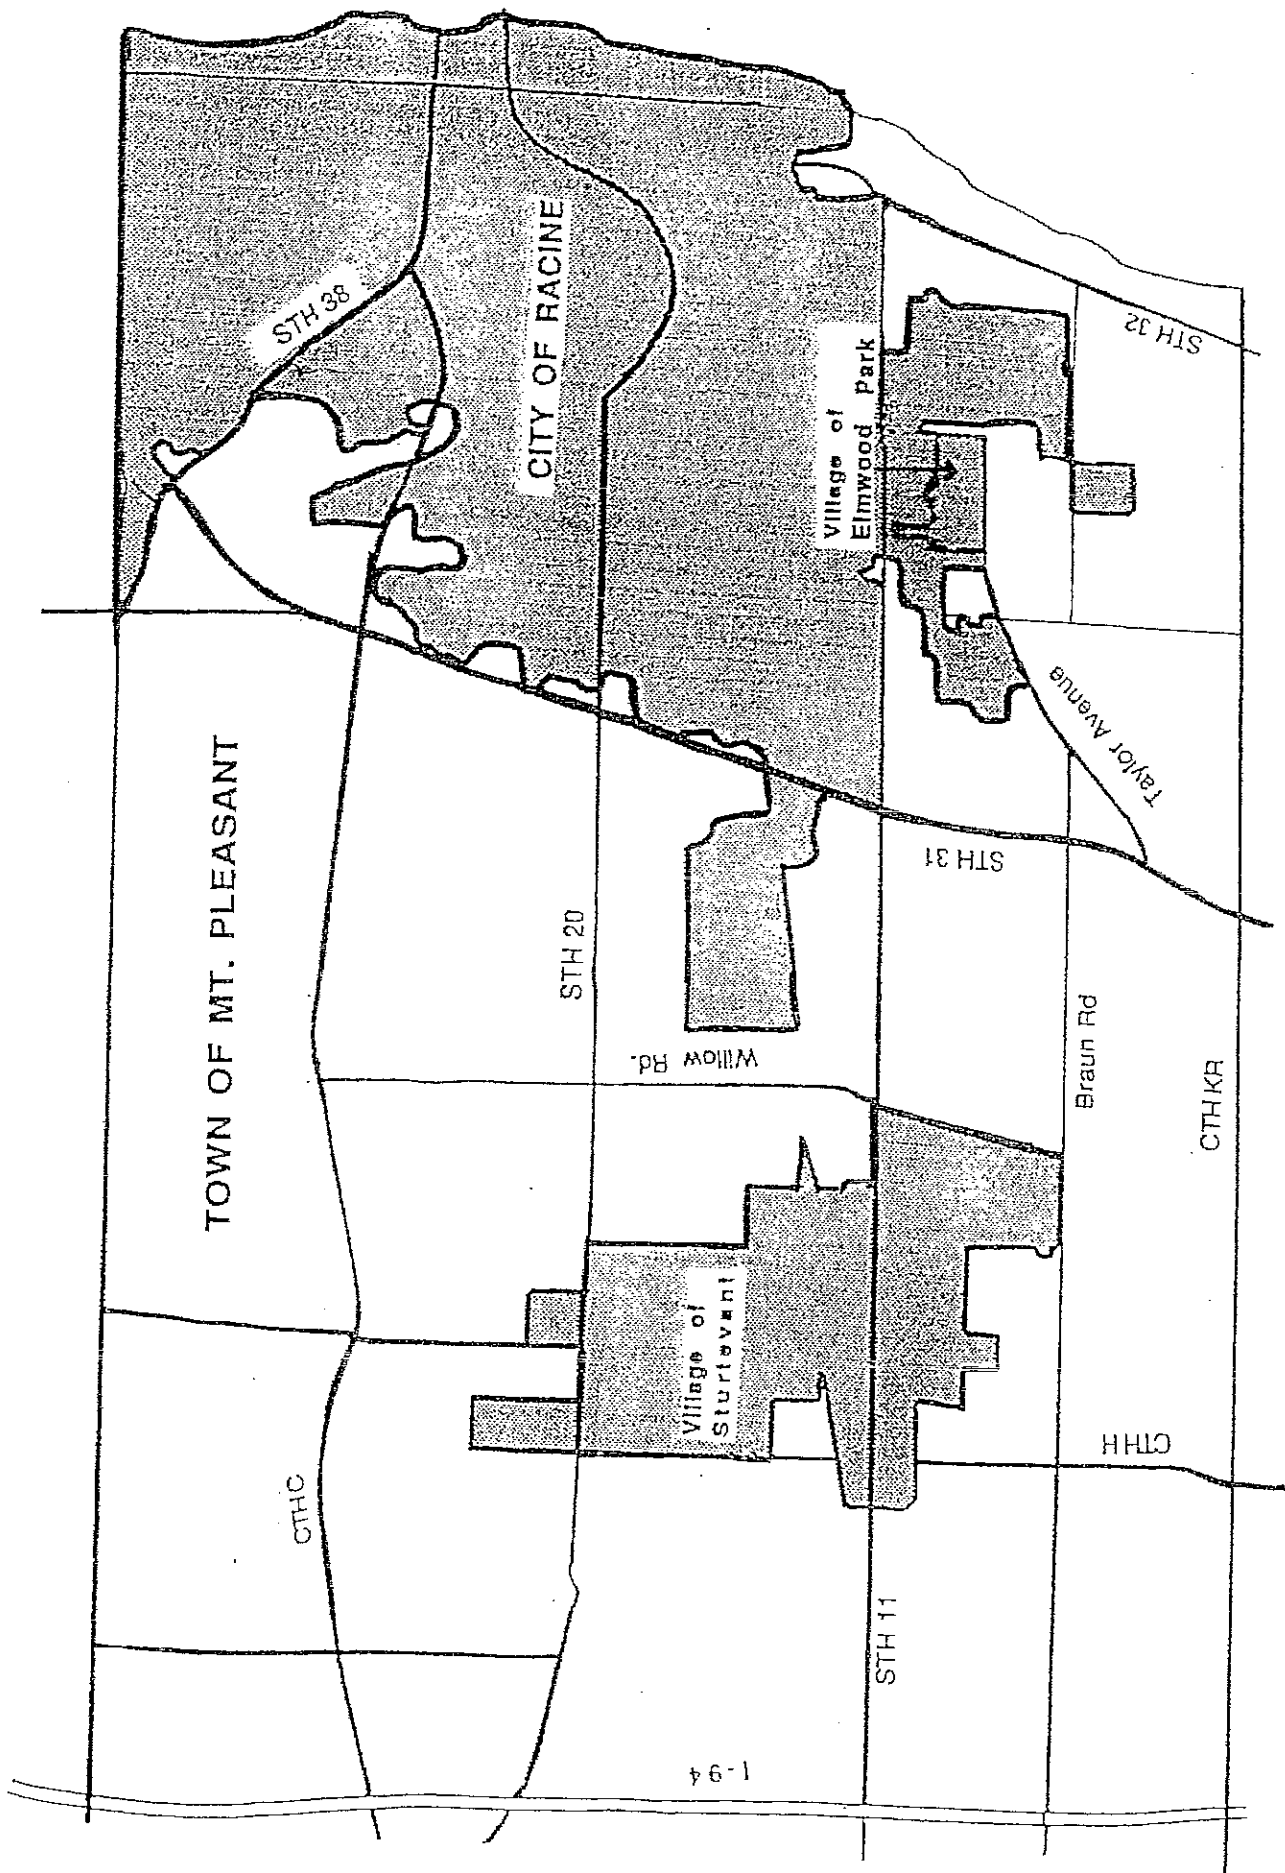 TOWN OF MT. PLEASANT
CITY OF RACINE
STH 38
Village of
Elmwood Park
STH 32
Taylor Avenue
STH 31
STH 20
Willow Rd.
Braun Rd
CTH KR
Village of
Sturtevant
CTH H
CTH C
STH 11
I-94